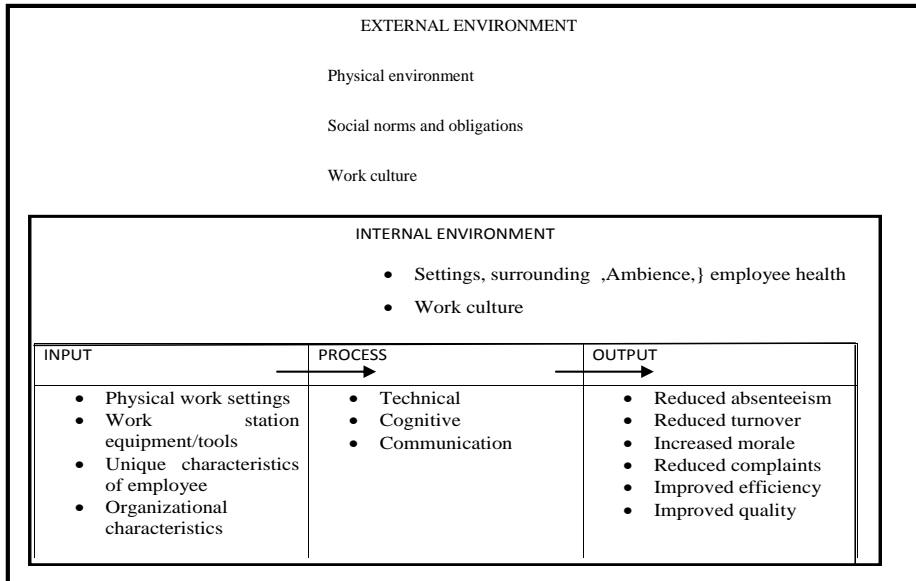 EXTERNAL ENVIRONMENT
Physical environment
Social norms and obligations
Work culture
INTERNAL ENVIRONMENT
• Settings, surrounding ,Ambience,} employee health
• Work culture
INPUT
• Physical work settings
• Work station
equipment/tools
• Unique characteristics
of employee
• Organizational
characteristics
PROCESS
• Technical
• Cognitive
• Communication
OUTPUT
• Reduced absenteeism
• Reduced turnover
• Increased morale
• Reduced complaints
• Improved efficiency
• Improved quality